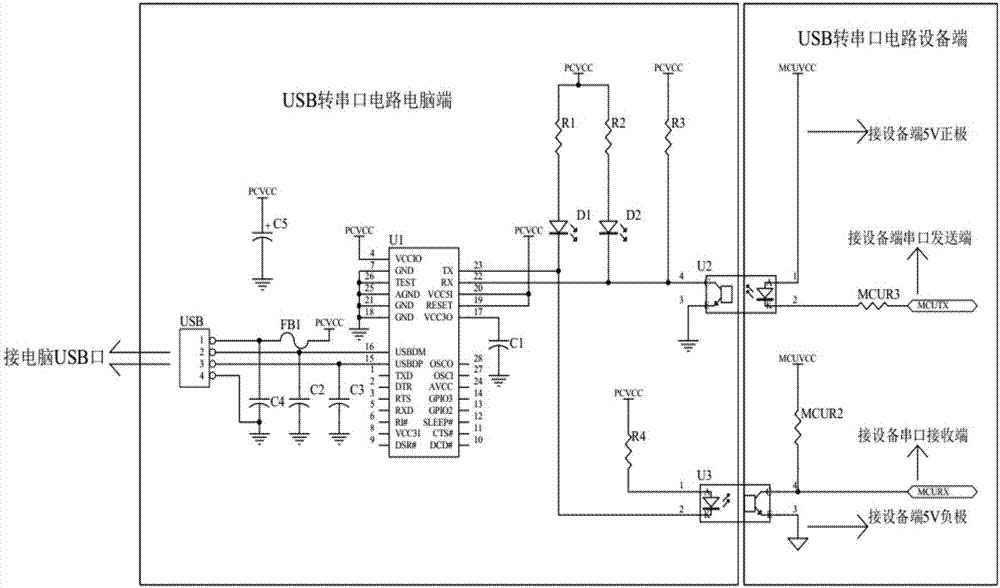 USB转串口电路设备端
PCVCC
PCVCC
MCUVCC
USB转串口电路电脑端
R1
R2
R3
接设备端5V正极
PCVCC
C5
D1
D2
PCVCC
U1
PCVCC
接设备端串口发送端
4 VCCIO
7 GND TX 23
26 TEST RX 22
25 AGND VCC5I 20
21 GND RESET 19
18 GND VCC3O 17
U2
4
3
1
2
MCUR3
MCUTX
USB
1
2
3
4
FB1
PCVCC
C1
接电脑USB口
16 USBDM
15 USBDP OSCO 28
1 TXD OSCI 27
2 DTR AVCC 24
3 RTS GPIO3 14
5 RXD GPIO2 13
6 RI# SLEEP# 12
8 VCC3I CTS# 11
9 DSR# DCD# 10
C4
C2
C3
MCUVCC
PCVCC
MCUR2
R4
接设备串口接收端
U3
1
2
4
3
MCURX
接设备端5V负极